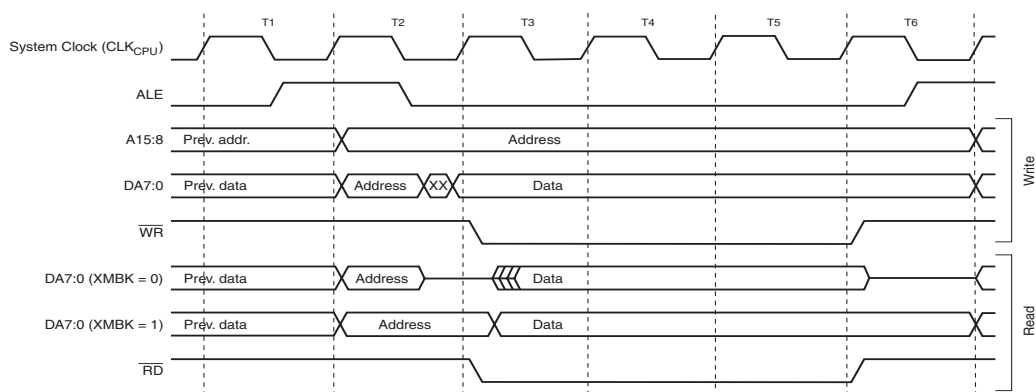 T1 T2 T3 T4 T5 T6
System Clock (CLKCPU)
ALE
A15:8 Prev. addr. Address
DA7:0 Prev. data Address XX Data
WR
DA7:0 (XMBK = 0) Prev. data Address Data
DA7:0 (XMBK = 1) Prev. data Address Data
RD
Write
Read